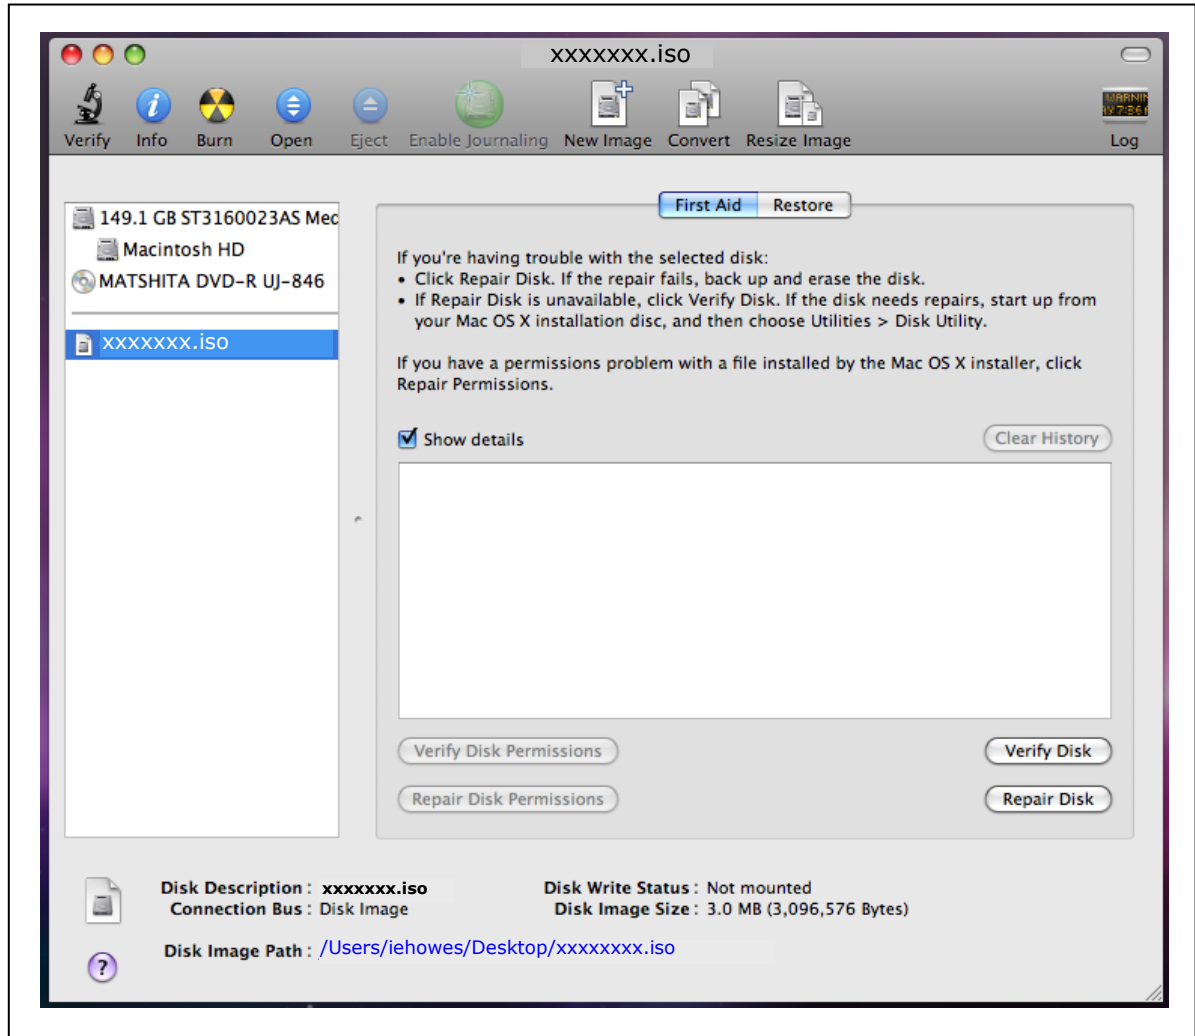 xxxxxxx.iso
Verify Info Burn Open Eject Enable Journaling New Image Convert Resize Image Log
149.1 GB ST3160023AS Med
Macintosh HD
MATSHITA DVD-R UJ-846
xxxxxxx.iso
First Aid Restore
If you're having trouble with the selected disk:
• Click Repair Disk. If the repair fails, back up and erase the disk.
• If Repair Disk is unavailable, click Verify Disk. If the disk needs repairs, start up from
your Mac OS X installation disc, and then choose Utilities > Disk Utility.
If you have a permissions problem with a file installed by the Mac OS X installer, click
Repair Permissions.
Show details
Clear History
Verify Disk Permissions
Verify Disk
Repair Disk Permissions
Repair Disk
Disk Description : xxxxxxx.iso
Disk Write Status : Not mounted
Connection Bus : Disk Image
Disk Image Size : 3.0 MB (3,096,576 Bytes)
Disk Image Path : /Users/iehowes/Desktop/xxxxxxxx.iso
?